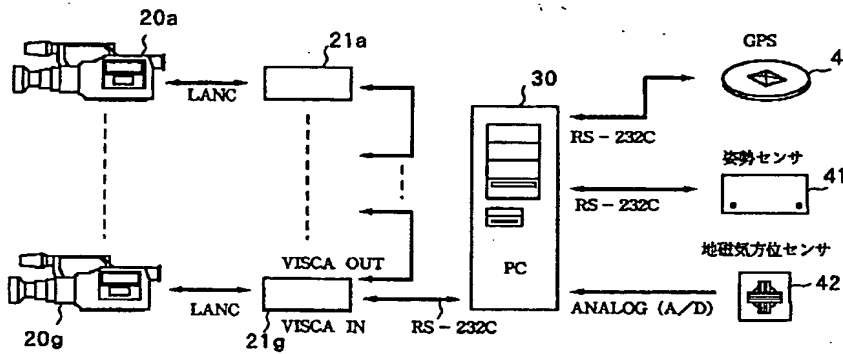 20a
LANC
21a
20g
LANC
VISCA OUT
21g
VISCA IN
RS-232C
30
PC
GPS
4
RS-232C
姿勢センサ
41
RS-232C
地磁気方位センサ
42
ANALOG (A/D)